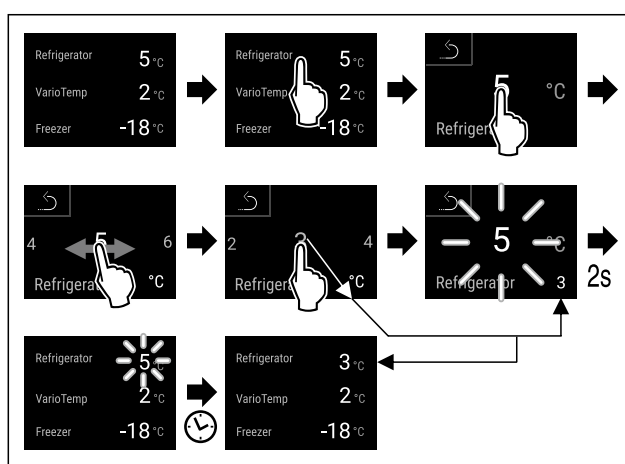 Refrigerator 5 °C
VarioTemp 2 °C
Freezer -18 °C
Refrigerator 5 °C
VarioTemp 2 °C
Freezer -18 °C
5 °C
Refriger
4 5 6
Refrigera °C
2 3 4
Refrigera °C
5 °C
Refrigerator 3
2s
Refrigerator 5 °C
VarioTemp 2 °C
Freezer -18 °C
Refrigerator 3 °C
VarioTemp 2 °C
Freezer -18 °C